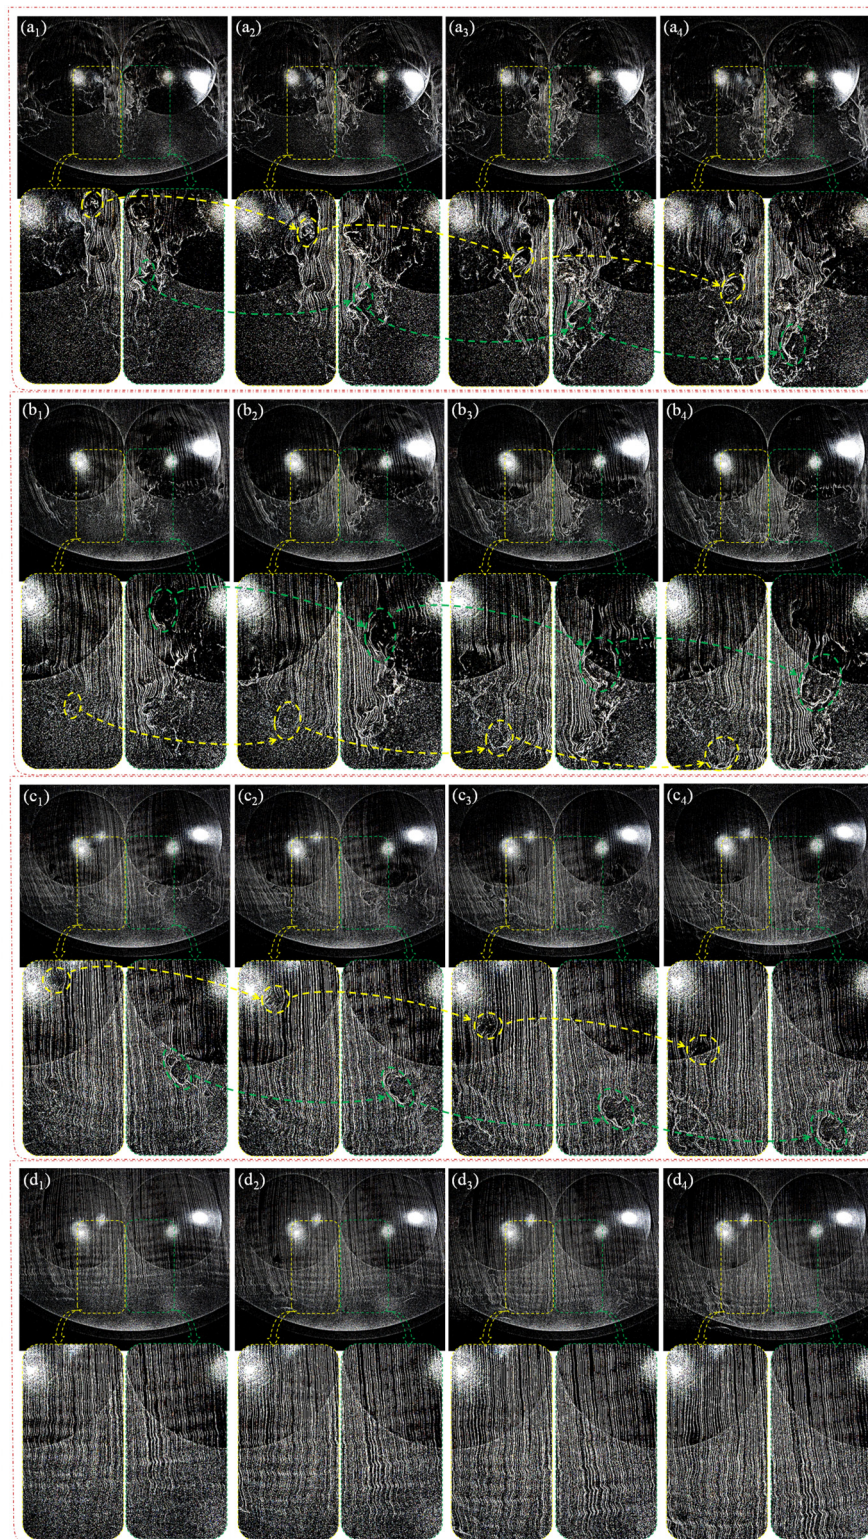 (a1) (a2) (a3) (a4)
(b1) (b2) (b3) (b4)
(c1) (c2) (c3) (c4)
(d1) (d2) (d3) (d4)